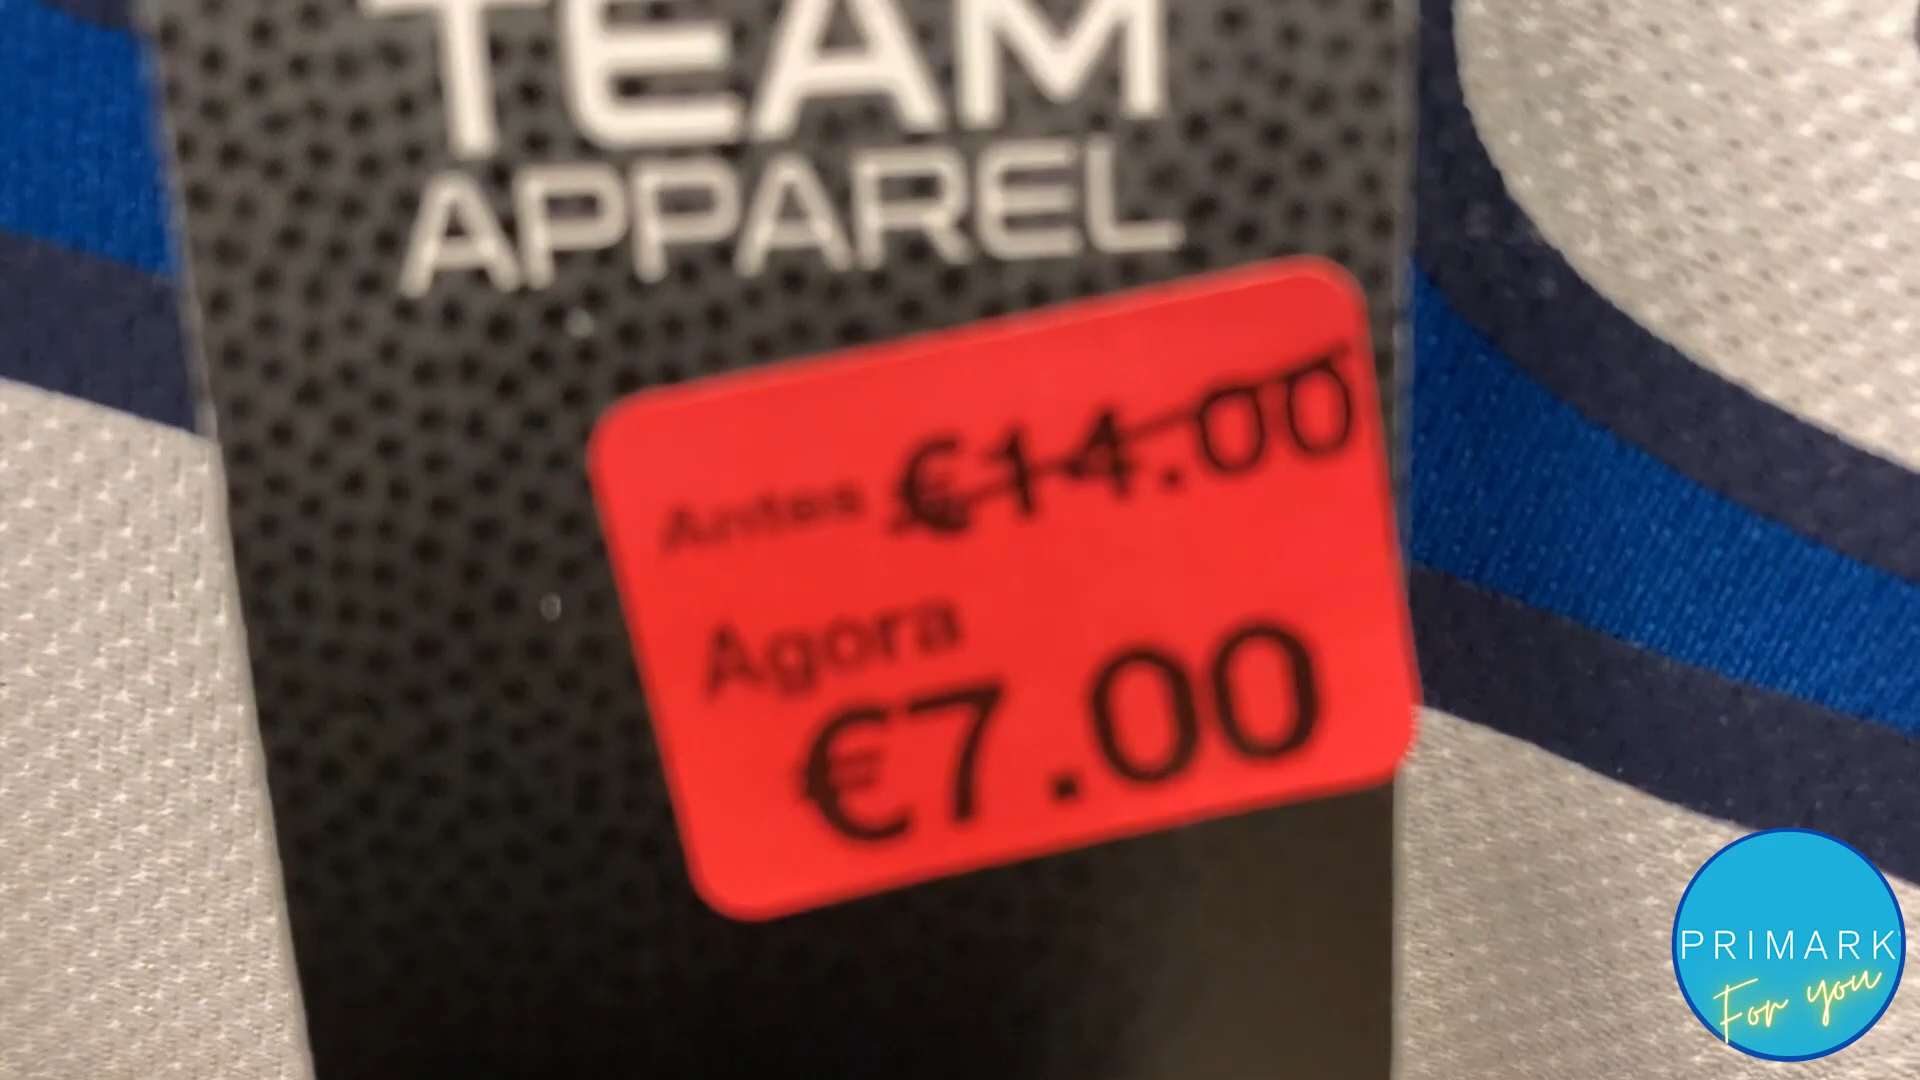 TEAM
APPAREL
Antes €14.00
Agora
€7.00
PRIMARK
For you